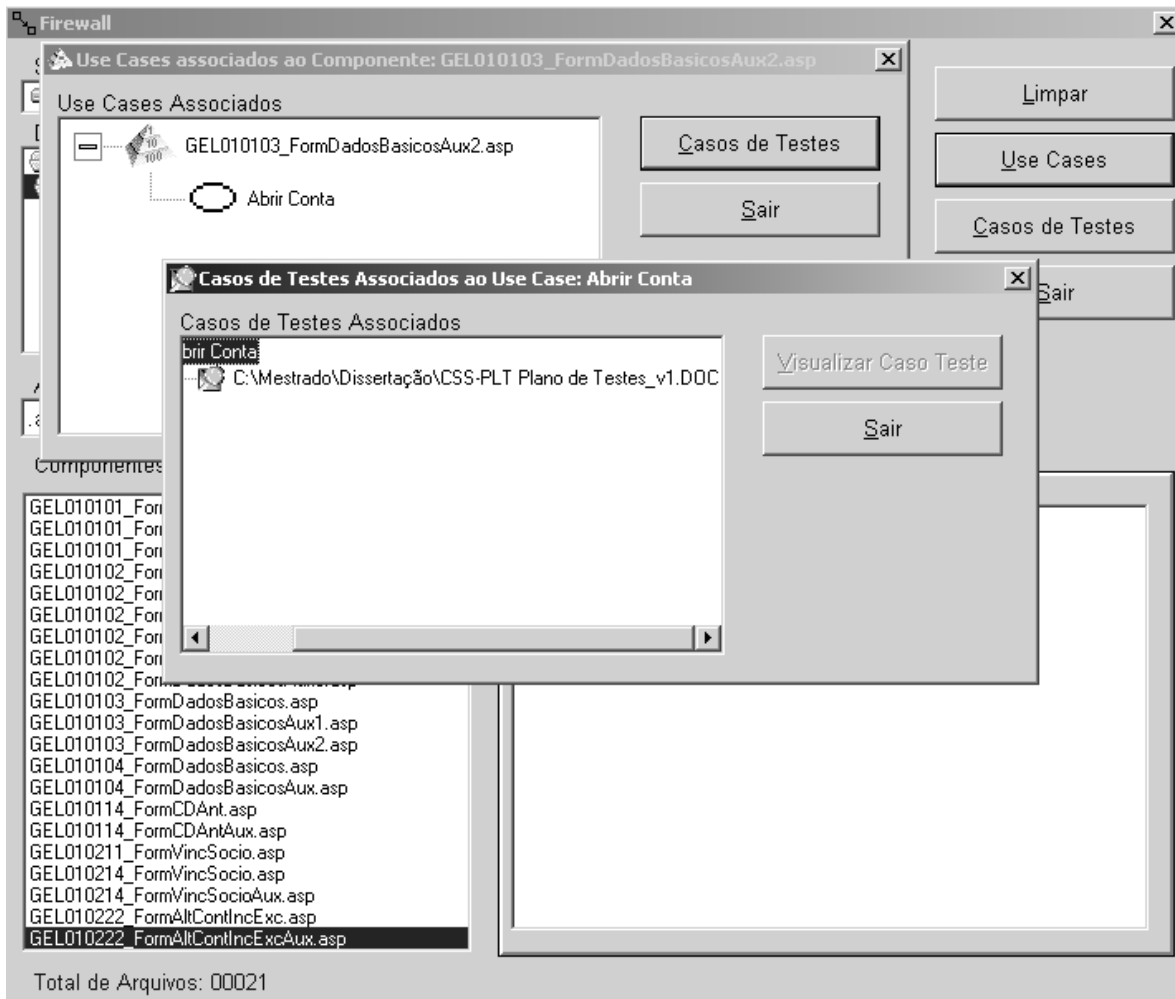 Firewall
Use Cases associados ao Componente: GEL010103_FormDadosBasicosAux2.asp
Use Cases Associados
GEL010103_FormDadosBasicosAux2.asp
1
10
100
Abrir Conta
Casos de Testes
Sair
Limpar
Use Cases
Casos de Testes
Sair
Casos de Testes Associados ao Use Case: Abrir Conta
Casos de Testes Associados
brir Conta
C:\Mestrado\Dissertação\CSS-PLT Plano de Testes_v1.DOC
Visualizar Caso Teste
Sair
Componentes
GEL010101_For
GEL010101_For
GEL010101_For
GEL010102_For
GEL010102_For
GEL010102_For
GEL010102_For
GEL010102_For
GEL010102_For
GEL010103_FormDadosBasicos.asp
GEL010103_FormDadosBasicosAux1.asp
GEL010103_FormDadosBasicosAux2.asp
GEL010104_FormDadosBasicos.asp
GEL010104_FormDadosBasicosAux.asp
GEL010114_FormCDAnt.asp
GEL010114_FormCDAntAux.asp
GEL010211_FormVincSocio.asp
GEL010214_FormVincSocio.asp
GEL010214_FormVincSocioAux.asp
GEL010222_FormAltContIncExc.asp
GEL010222_FormAltContIncExcAux.asp
Total de Arquivos: 00021